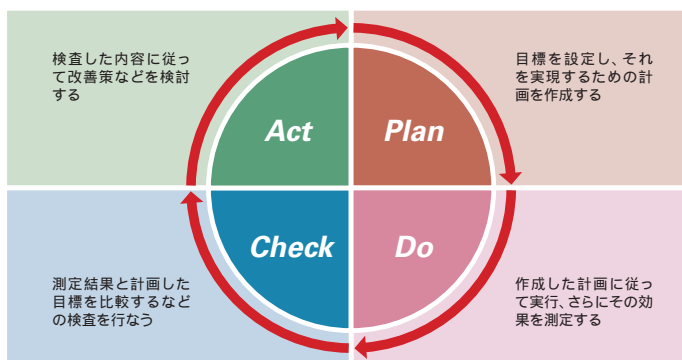 検査した内容に従っ
て改善策などを検討
する
Act
Plan
目標を設定し、それ
を実現するための計
画を作成する
測定結果と計画した
目標を比較するなど
の検査を行なう
Check
Do
作成した計画に従っ
て実行、さらにその効
果を測定する